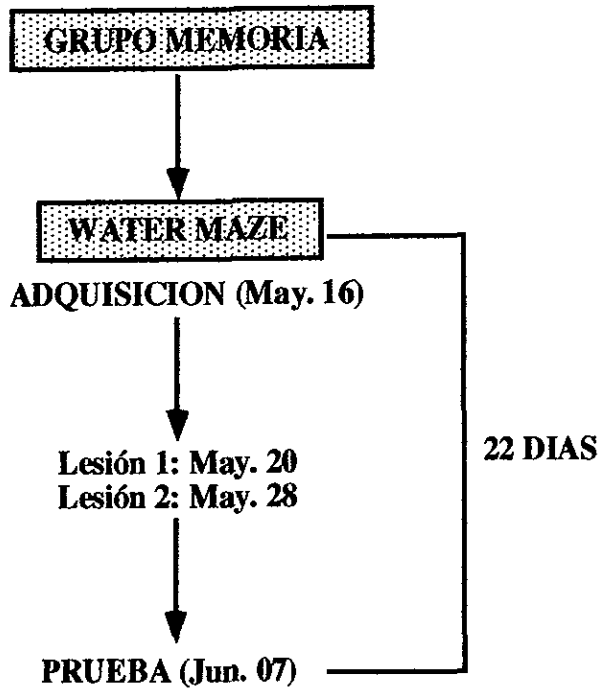 GRUPO MEMORIA
WATER MAZE
ADQUISICION (May. 16)
22 DIAS
Lesión 1: May. 20
Lesión 2: May. 28
PRUEBA (Jun. 07)